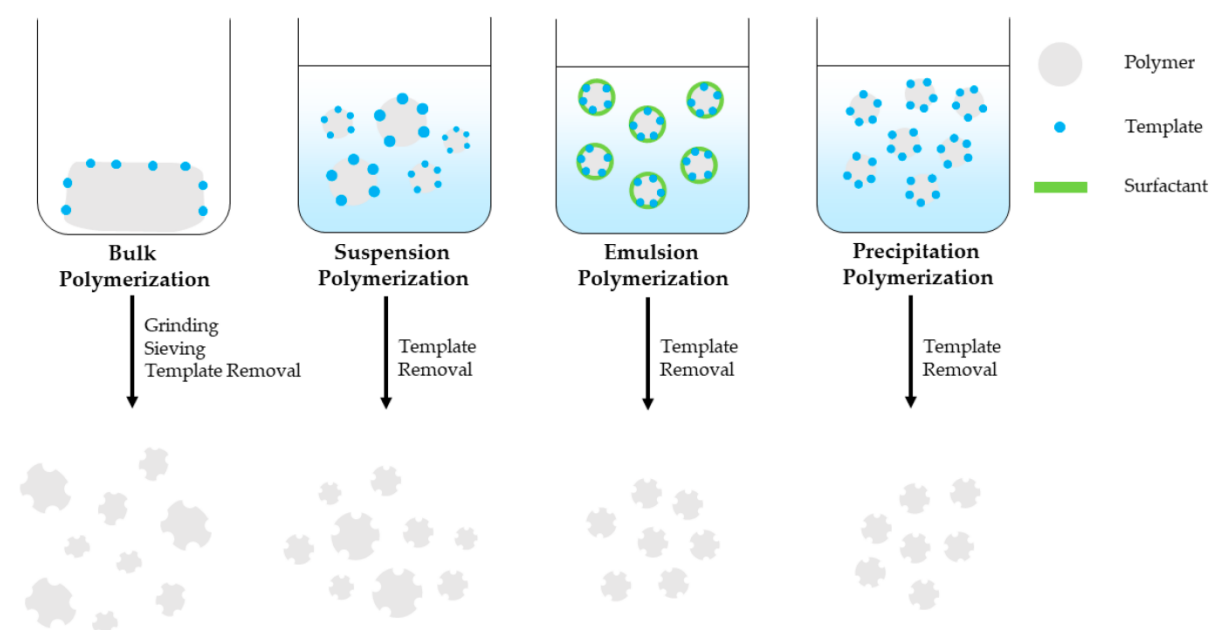 Polymer
Template
Surfactant
Bulk
Polymerization
Suspension
Polymerization
Emulsion
Polymerization
Precipitation
Polymerization
Grinding
Sieving
Template Removal
Template
Removal
Template
Removal
Template
Removal